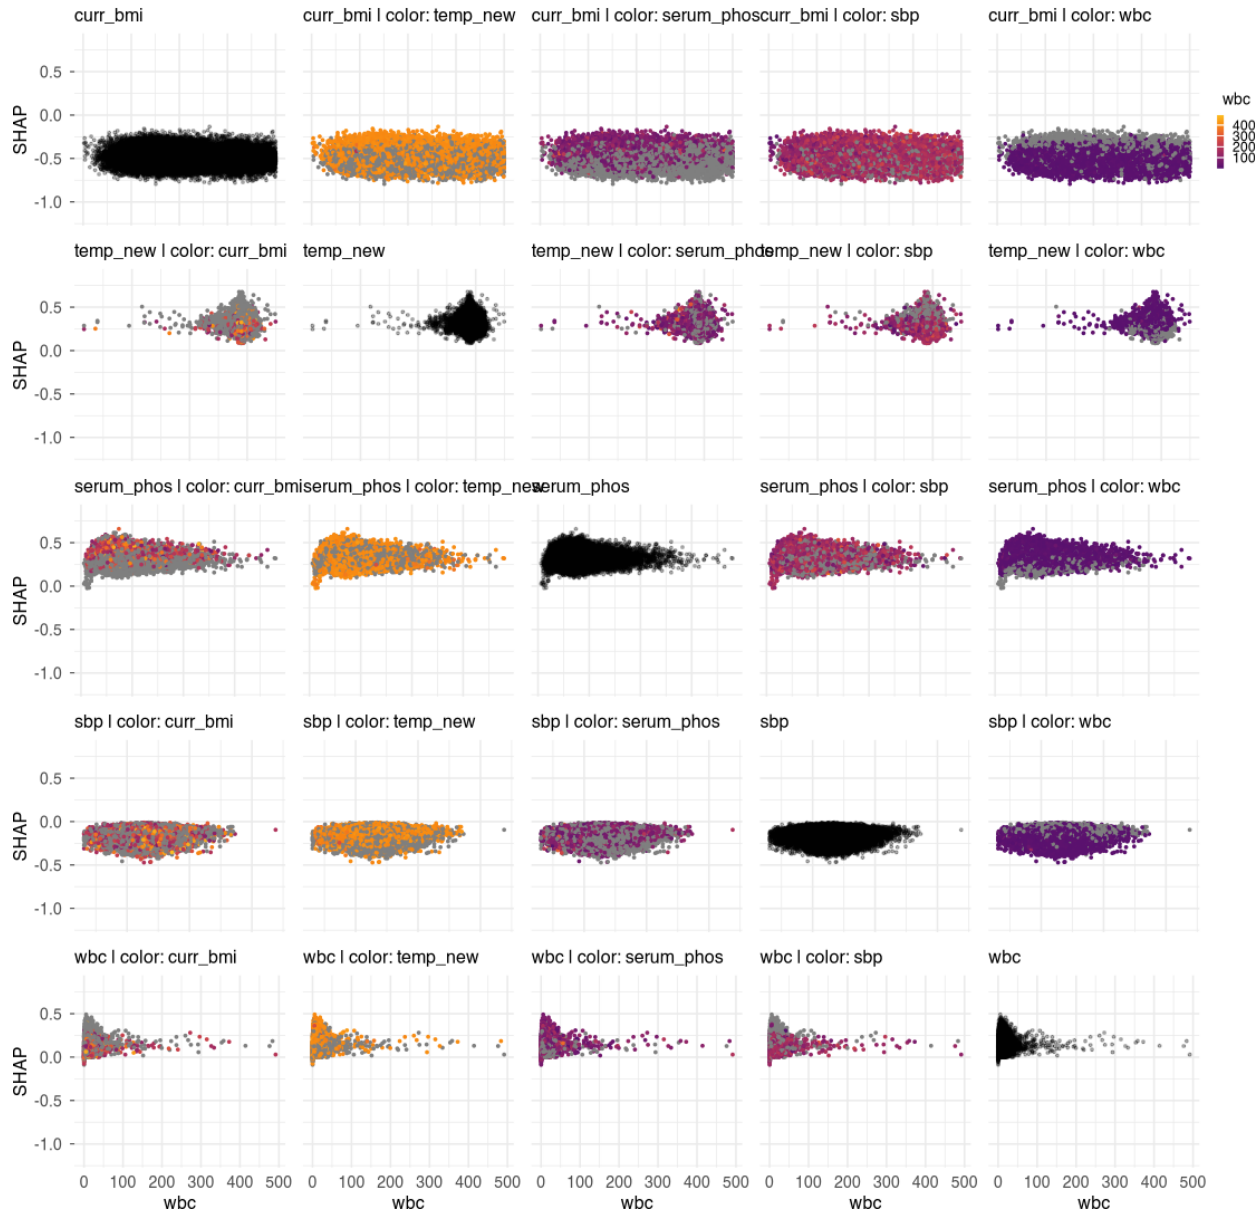 curr_bmi
curr_bmi | color: temp_new
curr_bmi | color: serum_phos
curr_bmi | color: sbp
curr_bmi | color: wbc
SHAP
0.5
0.0
-0.5
-1.0
wbc
400
300
200
100
temp_new | color: curr_bmi
temp_new
temp_new | color: serum_phos
temp_new | color: sbp
temp_new | color: wbc
SHAP
0.5
0.0
-0.5
-1.0
serum_phos | color: curr_bmi
serum_phos | color: temp_new
serum_phos
serum_phos | color: sbp
serum_phos | color: wbc
SHAP
0.5
0.0
-0.5
-1.0
sbp | color: curr_bmi
sbp | color: temp_new
sbp | color: serum_phos
sbp
sbp | color: wbc
SHAP
0.5
0.0
-0.5
-1.0
wbc | color: curr_bmi
wbc | color: temp_new
wbc | color: serum_phos
wbc | color: sbp
wbc
SHAP
0.5
0.0
-0.5
-1.0
0 100 200 300 400 500
0 100 200 300 400 500
0 100 200 300 400 500
0 100 200 300 400 500
0 100 200 300 400 500
wbc
wbc
wbc
wbc
wbc